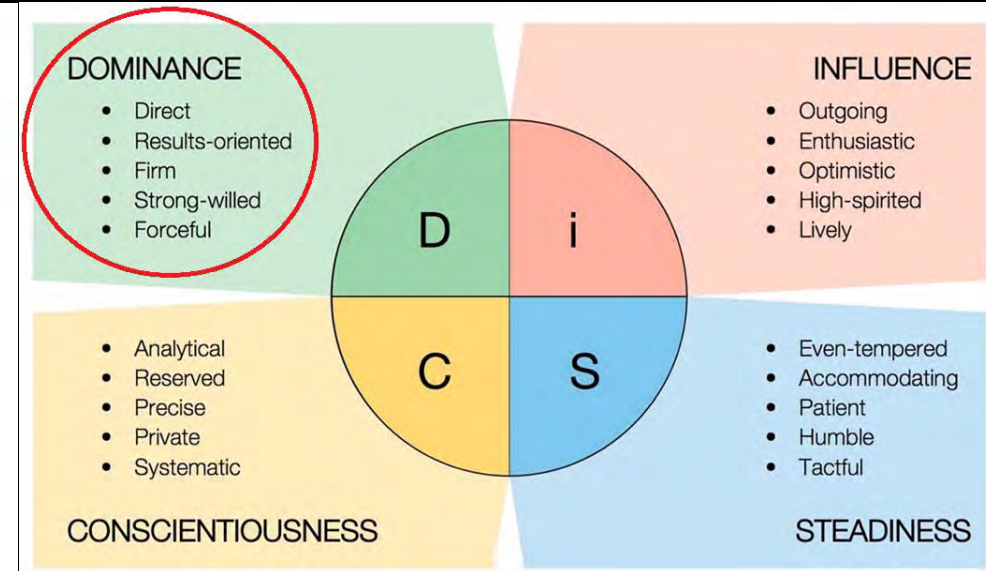 DOMINANCE
• Direct
• Results-oriented
• Firm
• Strong-willed
• Forceful
INFLUENCE
• Outgoing
• Enthusiastic
• Optimistic
• High-spirited
• Lively
D
i
C
S
• Analytical
• Reserved
• Precise
• Private
• Systematic
CONSCIENTIOUSNESS
• Even-tempered
• Accommodating
• Patient
• Humble
• Tactful
STEADINESS